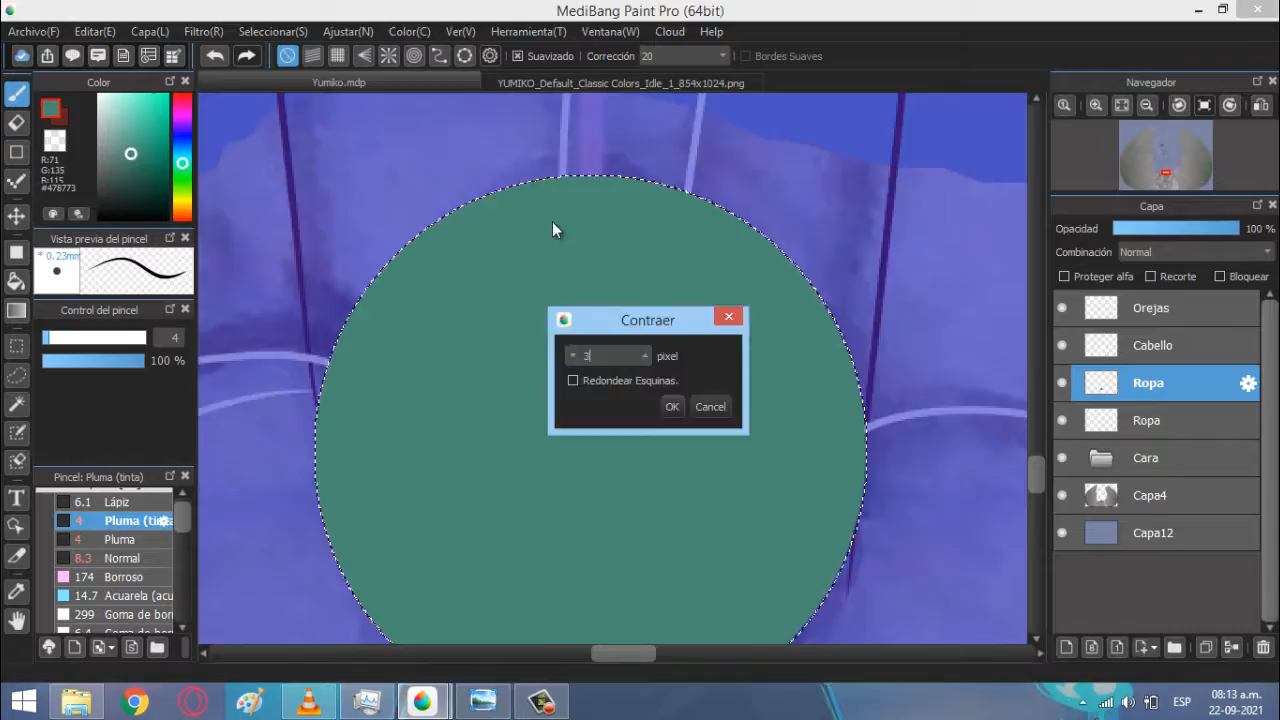 MediBang Paint Pro (64bit)
Archivo(F) Editar(E) Capa(L) Filtro(R) Seleccionar(S) Ajustar(N) Color(C) Ver(V) Herramienta(T) Ventana(W) Cloud Help
Suavizado Corrección 20 Bordes Suaves
Color
Yumiko.mdp
YUMIKO_Default_Classic Colors_Idle_1_854x1024.png
Navegador
R:71
G:135
B:115
#478773
Vista previa del pincel
* 0.23mm
Control del pincel
4
100 %
Pincel: Pluma (tinta)
6.1 Lápiz
4 Pluma (tinta
4 Pluma
8.3 Normal
174 Borroso
14.7 Acuarela (acu
299 Goma de bor
Contraer
3 pixel
Redondear Esquinas.
OK Cancel
Capa
Opacidad 100 %
Combinación Normal
Proteger alfa Recorte Bloquear
Orejas
Cabello
Ropa
Ropa
Cara
Capa4
Capa12
ESP
08:13 a.m.
22-09-2021